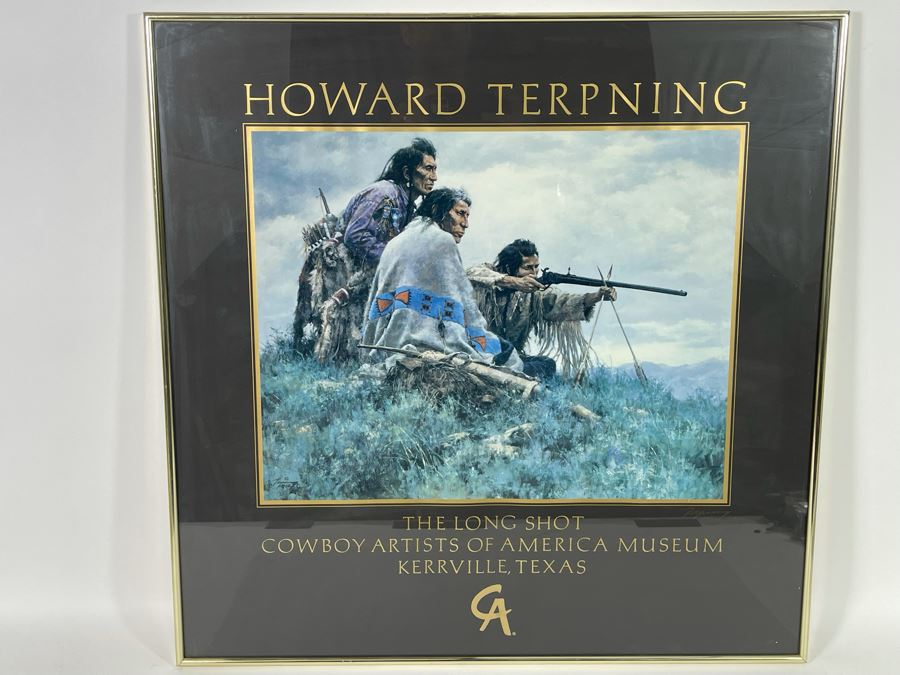 HOWARD TERPNING
THE LONG SHOT
COWBOY ARTISTS OF AMERICA MUSEUM
KERRVILLE, TEXAS
CA